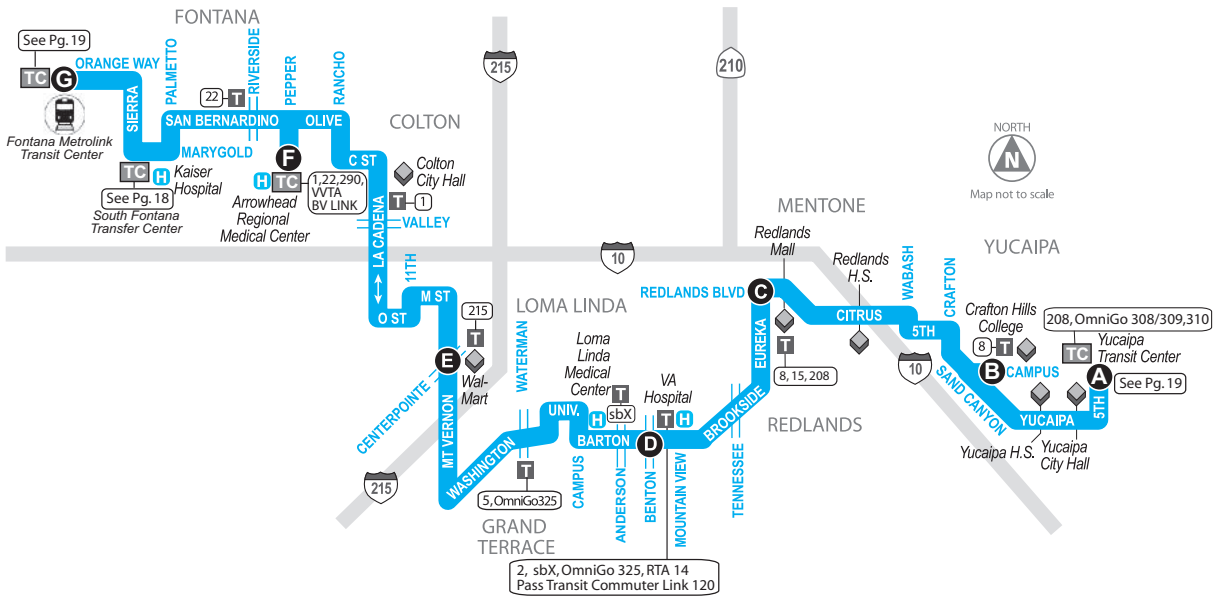 FONTANA
See Pg. 19
TC
G
ORANGE WAY
Fontana Metrolink
Transit Center
SIERRA
PALMETTO
RIVERSIDE
PEPPER
RANCHO
22
T
SAN BERNARDINO
OLIVE
MARYGOLD
TC
H
Kaiser
Hospital
See Pg. 18
South Fontana
Transfer Center
F
H
TC
1,22,290,
VVTA
BV LINK
Arrowhead
Regional
Medical Center
C ST
COLTON
Colton
City Hall
T
1
VALLEY
LA CADENA
215
210
10
NORTH
N
Map not to scale
11TH
M ST
O ST
215
T
E
Wal-
Mart
CENTERPOINTE
MT VERNON
215
WASHINGTON
WATERMAN
LOMA LINDA
Loma
Linda
Medical
Center
T
sbX
H
UNIV.
BARTON
T
5,OmniGo325
GRAND
TERRACE
CAMPUS
ANDERSON
BENTON
MOUNTAIN VIEW
D
VA
Hospital
T
H
2, sbX,OmniGo 325, RTA 14
Pass Transit Commuter Link 120
BROOKSIDE
TENNESSEE
EUREKA
REDLANDS BLVD
C
MENTONE
Redlands
Mall
T
8, 15, 208
REDLANDS
Redlands
H.S.
CITRUS
10
WABASH
5TH
CRAFTON
SAND CANYON
YUCAIPA
Crafton Hills
College
8
T
B
CAMPUS
208, OmniGo 308/309,310
TC
Yucaipa
Transit Center
A
See Pg. 19
5TH
YUCAIPA
Yucaipa H.S.
Yucaipa
City Hall